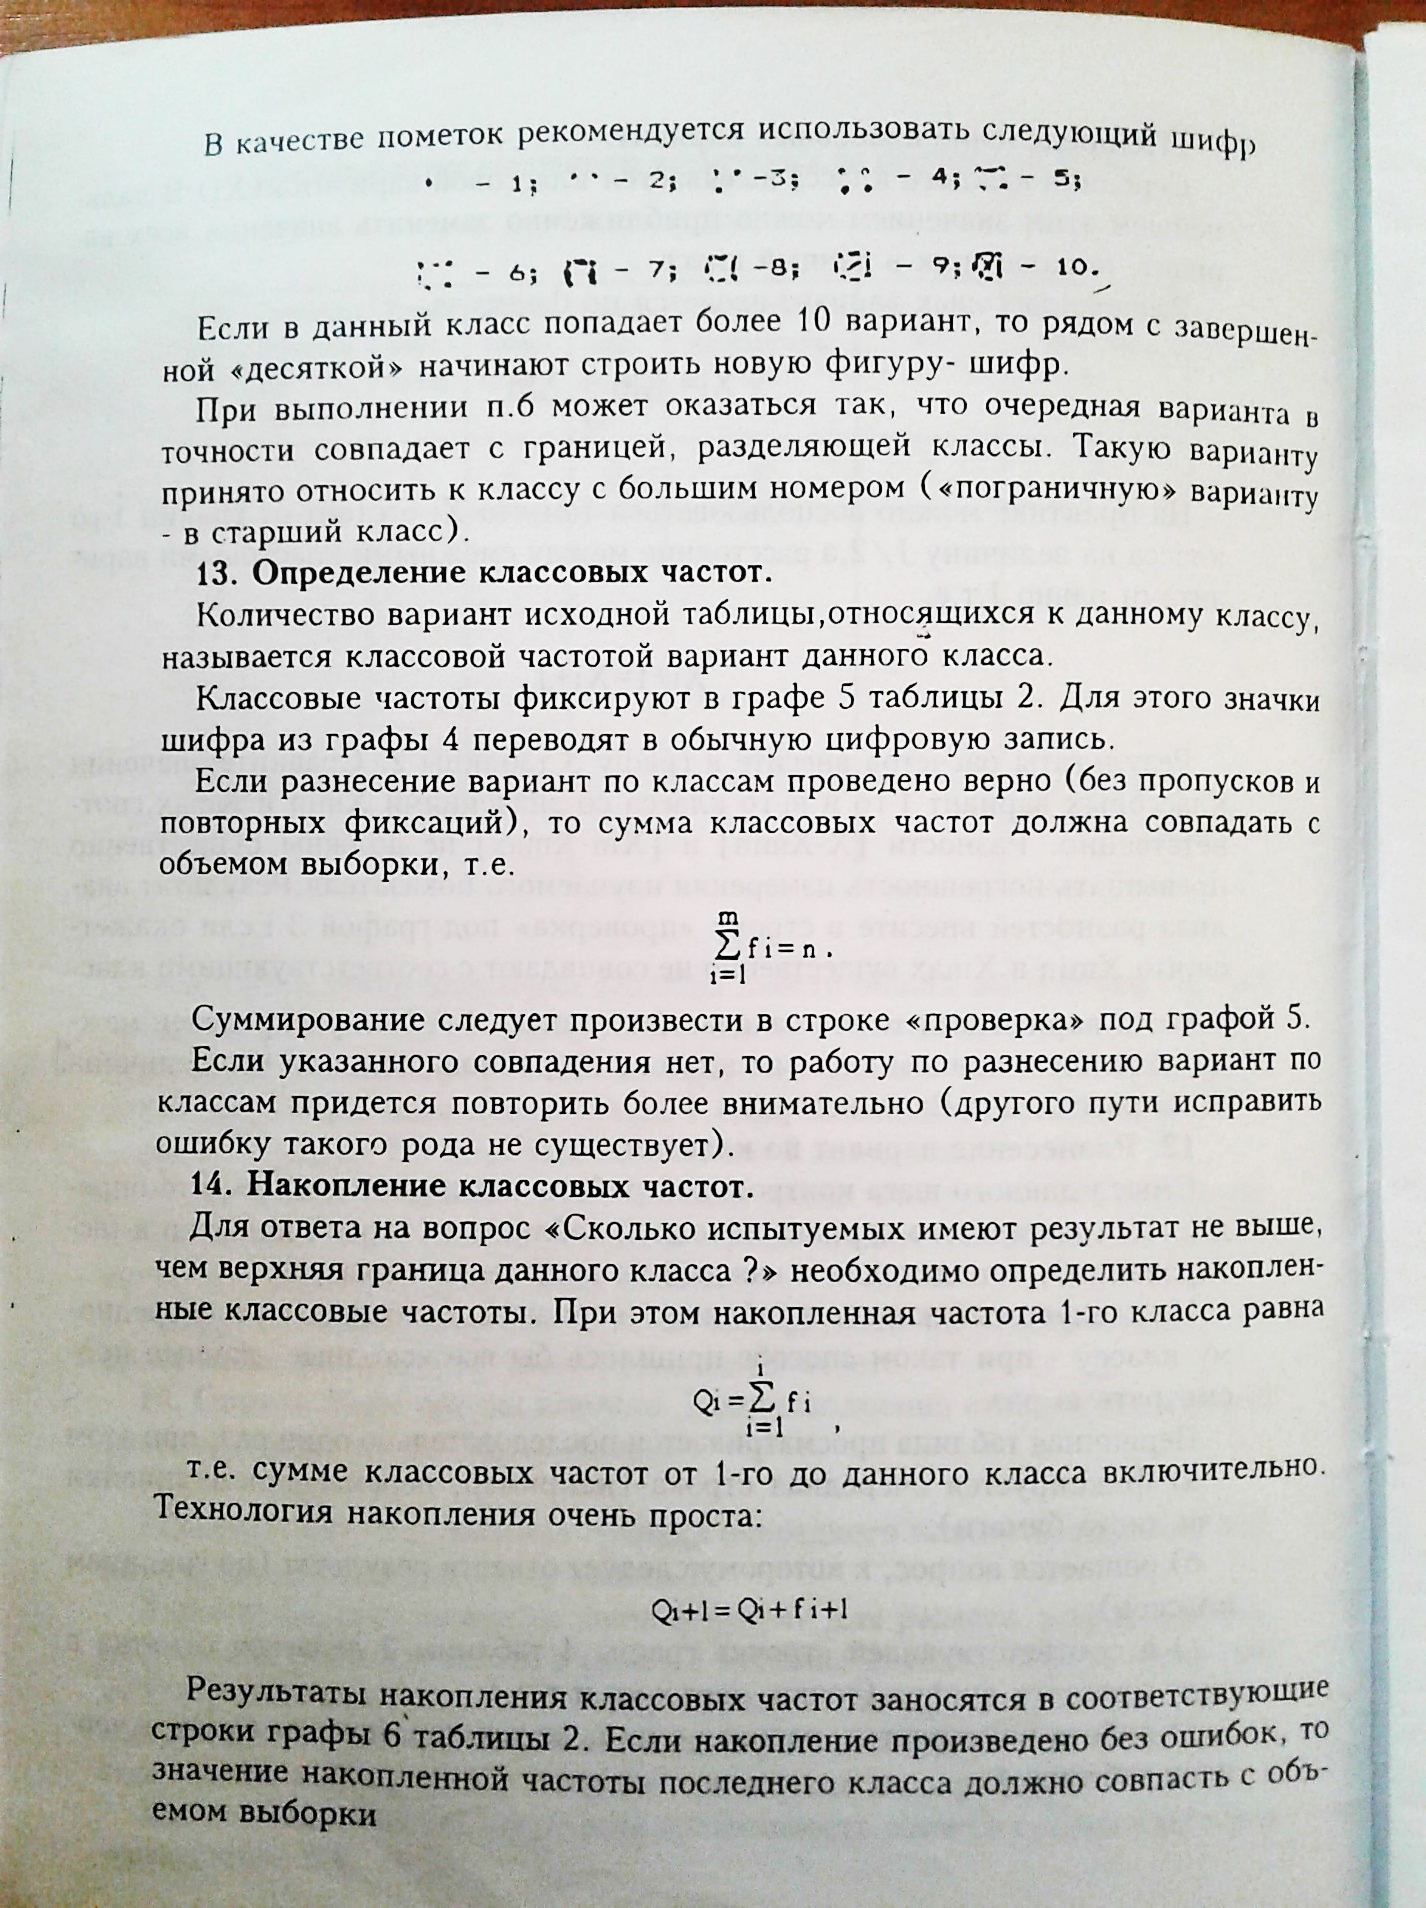 В качестве пометок рекомендуется использовать следующий шифр
- 1; - 2; -3; - 4; - 5;
- 6; - 7; -8; - 9; - 10.
Если в данный класс попадает более 10 вариант, то рядом с завершен-
ной «десяткой» начинают строить новую фигуру- шифр.
При выполнении п.б может оказаться так, что очередная варианта в
точности совпадает с границей, разделяющей классы. Такую варианту
принято относить к классу с большим номером («пограничную» варианту
- в старший класс).
13. Определение классовых частот.
Количество вариант исходной таблицы,относящихся к данному классу,
называется классовой частотой вариант данного класса.
Классовые частоты фиксируют в графе 5 таблицы 2. Для этого значки
шифра из графы 4 переводят в обычную цифровую запись.
Если разнесение вариант по классам проведено верно (без пропусков и
повторных фиксаций), то сумма классовых частот должна совпадать с
объемом выборки, т.е.
m
Σ f i = n .
i=1
Суммирование следует произвести в строке «проверка» под графой 5.
Если указанного совпадения нет, то работу по разнесению вариант по
классам придется повторить более внимательно (другого пути исправить
ошибку такого рода не существует).
14. Накопление классовых частот.
Для ответа на вопрос «Сколько испытуемых имеют результат не выше,
чем верхняя граница данного класса ?» необходимо определить накоплен-
ные классовые частоты. При этом накопленная частота 1-го класса равна
i
Qi = Σ f i
i=1 ,
т.е. сумме классовых частот от 1-го до данного класса включительно.
Технология накопления очень проста:
Qi+1 = Qi + f i+1
Результаты накопления классовых частот заносятся в соответствующие
строки графы 6 таблицы 2. Если накопление произведено без ошибок, то
значение накопленной частоты последнего класса должно совпасть с объ-
емом выборки